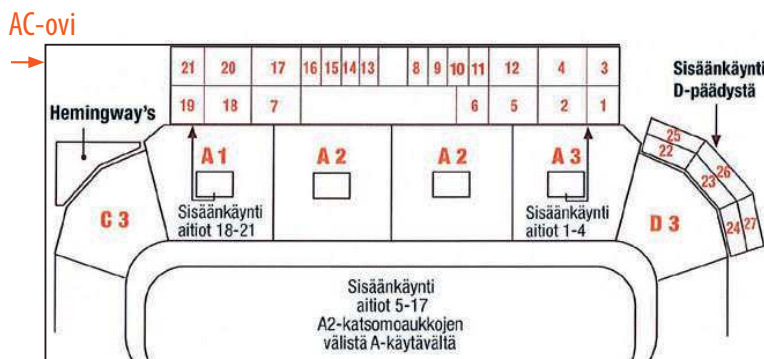 AC-ovi
21 20 17 16 15 14 13 8 9 10 11 12 4 3
19 18 7 6 5 2 1
Sisäänkäynti
D-päädystä
Hemingway's
25
22
26
23
24
27
A 1
A 2
A 2
A 3
C 3
D 3
Sisäänkäynti
aitiot 18-21
Sisäänkäynti
aitiot 1-4
Sisäänkäynti
aitiot 5-17
A2-katsomoaukkojen
välistä A-käytävältä